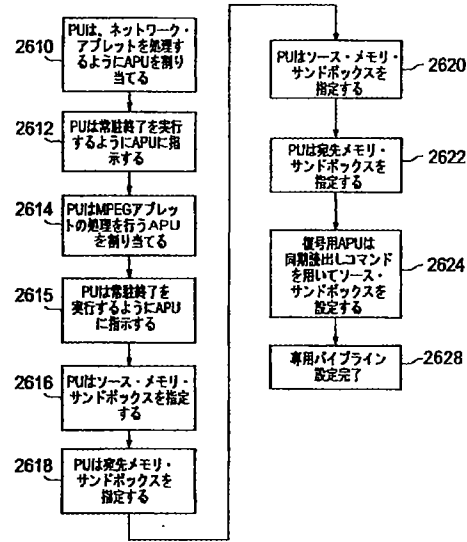 2610
PUは、ネットワーク・
アプレットを処理す
るようにAPUを割り
当てる
2612
PUは常駐終了を実行
するようにAPUに指
示する
2614
PUはMPEGアプレット
の処理を行うAPU
を割り当てる
2615
PUは常駐終了を
実行するようにAPU
に指示する
2616
PUはソース・メモリ・
サンドボックスを指定
する
2618
PUは宛先メモリ・
サンドボックスを
指定する
2620
PUはソース・メモリ・
サンドボックスを
指定する
2622
PUは宛先メモリ・
サンドボックスを
指定する
2624
復号用APUは
同期読出しコマンド
を用いてソース・
サンドボックスを
設定する
2628
専用パイプライン
設定完了